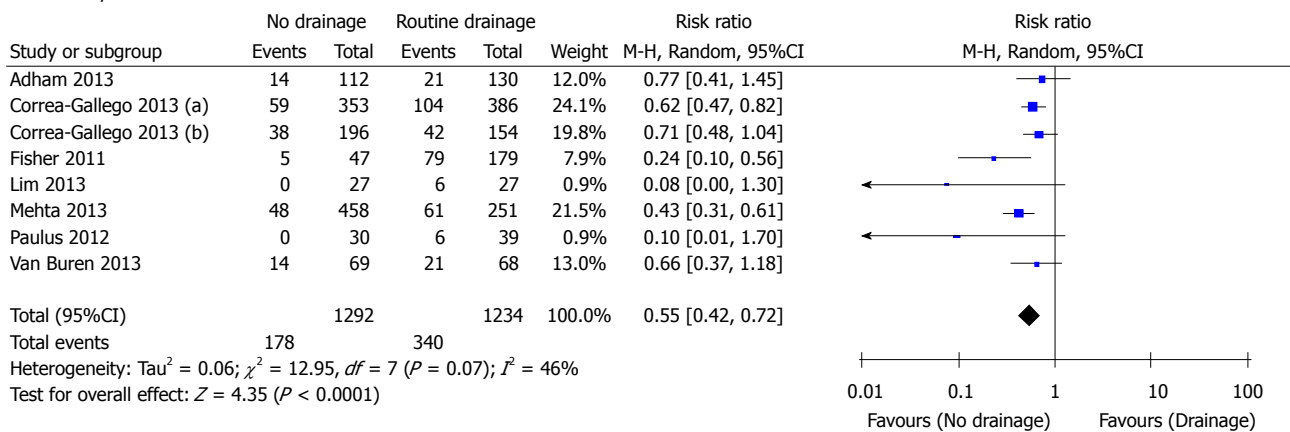 No drainage Routine drainage Risk ratio Risk ratio
Study or subgroup Events Total Events Total Weight M-H, Random, 95%CI M-H, Random, 95%CI
Adham 2013 14 112 21 130 12.0% 0.77 [0.41, 1.45]
Correa-Gallego 2013 (a) 59 353 104 386 24.1% 0.62 [0.47, 0.82]
Correa-Gallego 2013 (b) 38 196 42 154 19.8% 0.71 [0.48, 1.04]
Fisher 2011 5 47 79 179 7.9% 0.24 [0.10, 0.56]
Lim 2013 0 27 6 27 0.9% 0.08 [0.00, 1.30]
Mehta 2013 48 458 61 251 21.5% 0.43 [0.31, 0.61]
Paulus 2012 0 30 6 39 0.9% 0.10 [0.01, 1.70]
Van Buren 2013 14 69 21 68 13.0% 0.66 [0.37, 1.18]
Total (95%CI) 1292 1234 100.0% 0.55 [0.42, 0.72]
Total events 178 340
Heterogeneity: Tau² = 0.06; χ² = 12.95, df = 7 (P = 0.07); I² = 46%
Test for overall effect: Z = 4.35 (P < 0.0001)
0.01 0.1 1 10 100
Favours (No drainage) Favours (Drainage)